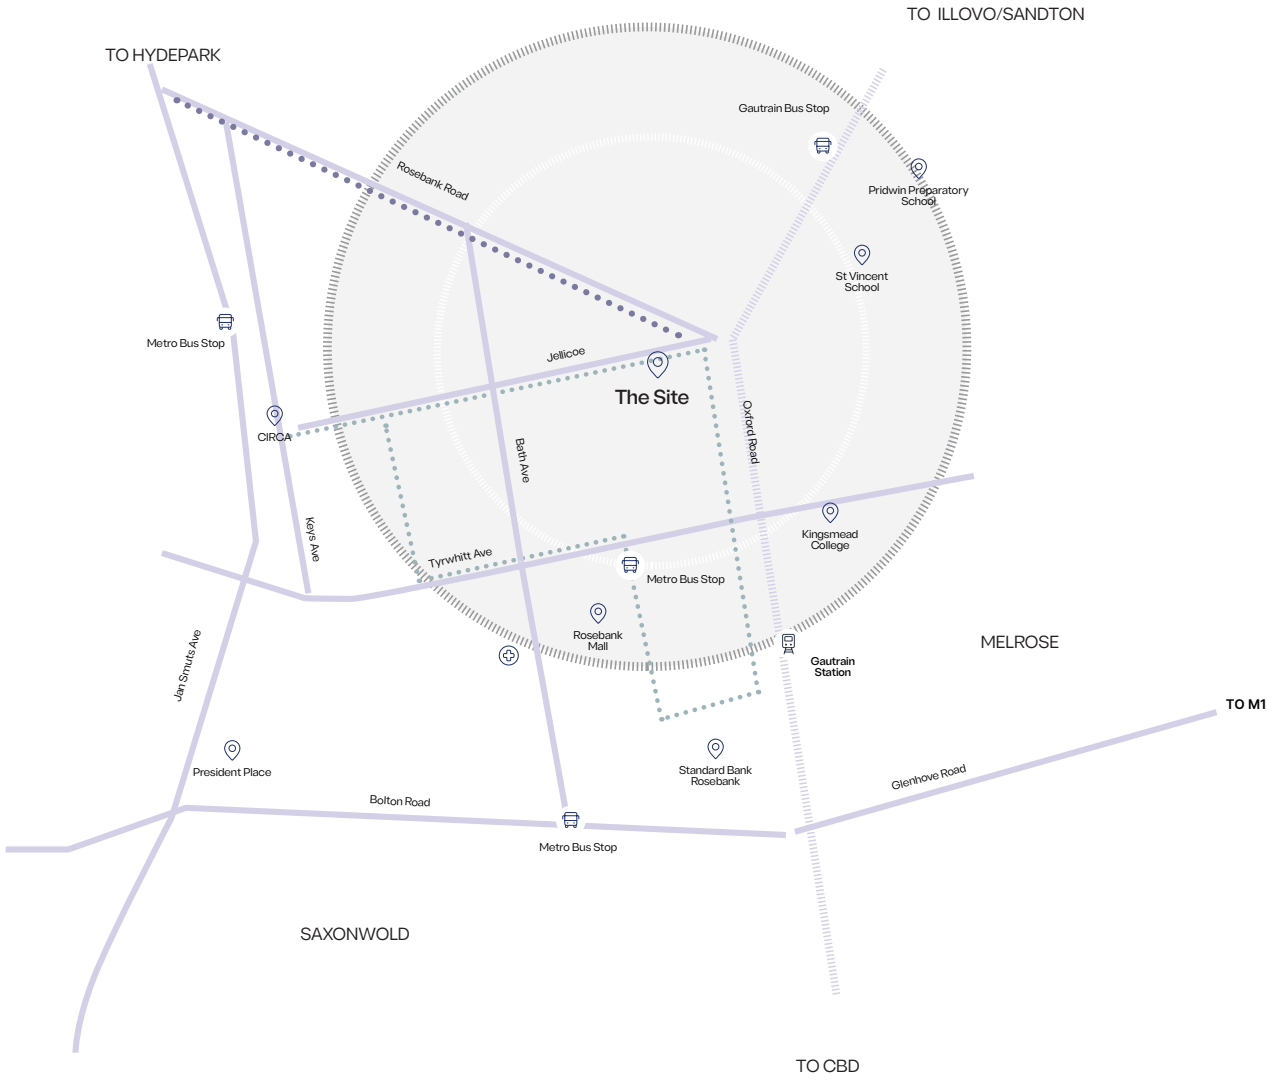 TO ILLOVO/SANDTON
TO HYDEPARK
Gautrain Bus Stop
Rosebank Road
Pridwin Preparatory
School
St Vincent
School
Metro Bus Stop
Jellicoe
The Site
CIRCA
Oxford Road
Bath Ave
Keys Ave
Kingsmead
College
Tyrwhitt Ave
Metro Bus Stop
Rosebank
Mall
Jan Smuts Ave
MELROSE
Gautrain
Station
TO M1
President Place
Standard Bank
Rosebank
Glenhove Road
Bolton Road
Metro Bus Stop
SAXONWOLD
TO CBD